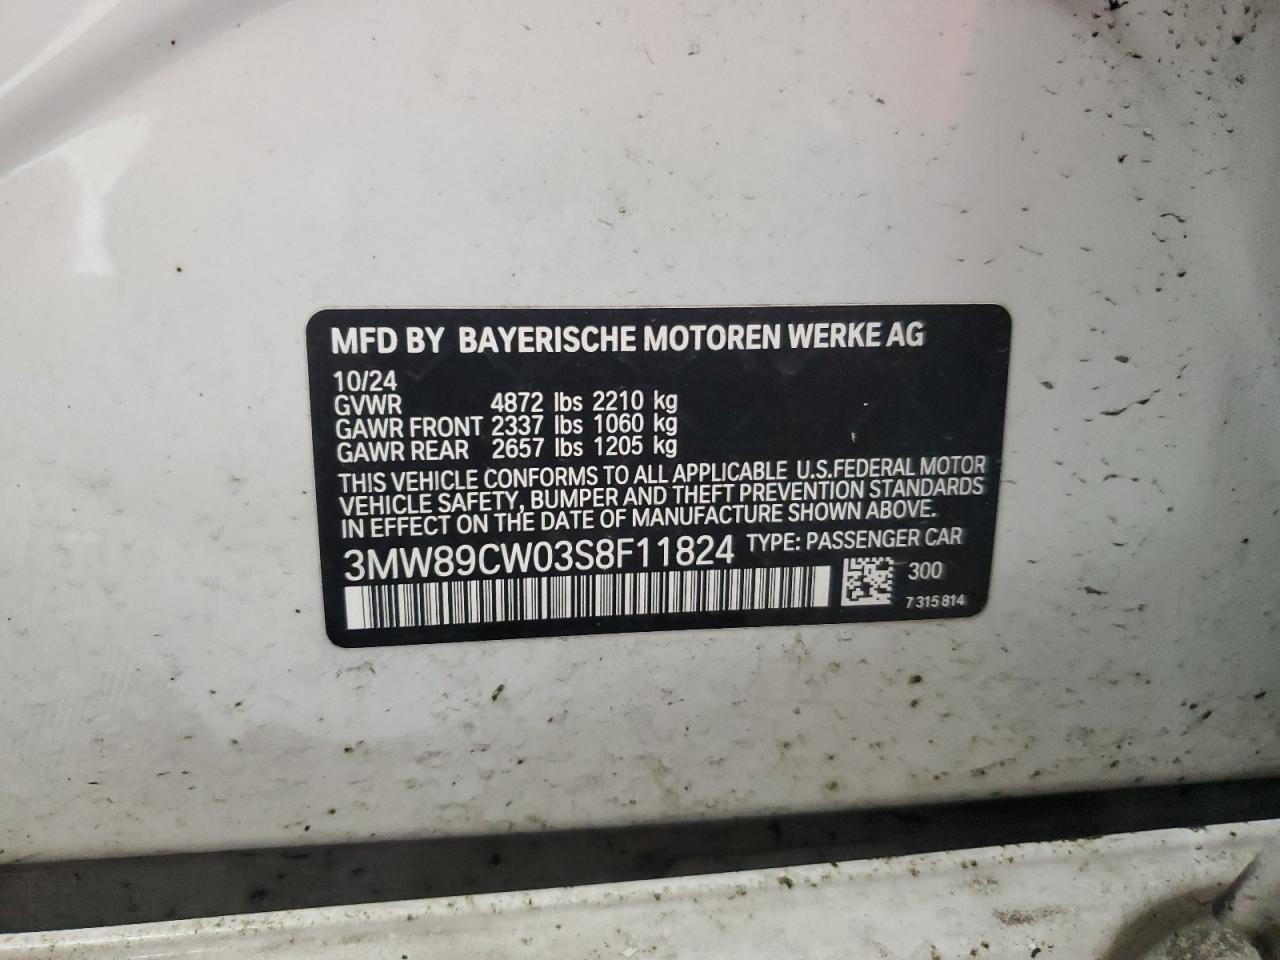 MFD BY BAYERISCHE MOTOREN WERKE AG
10/24
GVWR 4872 lbs 2210 kg
GAWR FRONT 2337 lbs 1060 kg
GAWR REAR 2657 lbs 1205 kg
THIS VEHICLE CONFORMS TO ALL APPLICABLE U.S.FEDERAL MOTOR
VEHICLE SAFETY, BUMPER AND THEFT PREVENTION STANDARDS
IN EFFECT ON THE DATE OF MANUFACTURE SHOWN ABOVE.
3MW89CW03S8F11824 TYPE: PASSENGER CAR
300
7 315 814